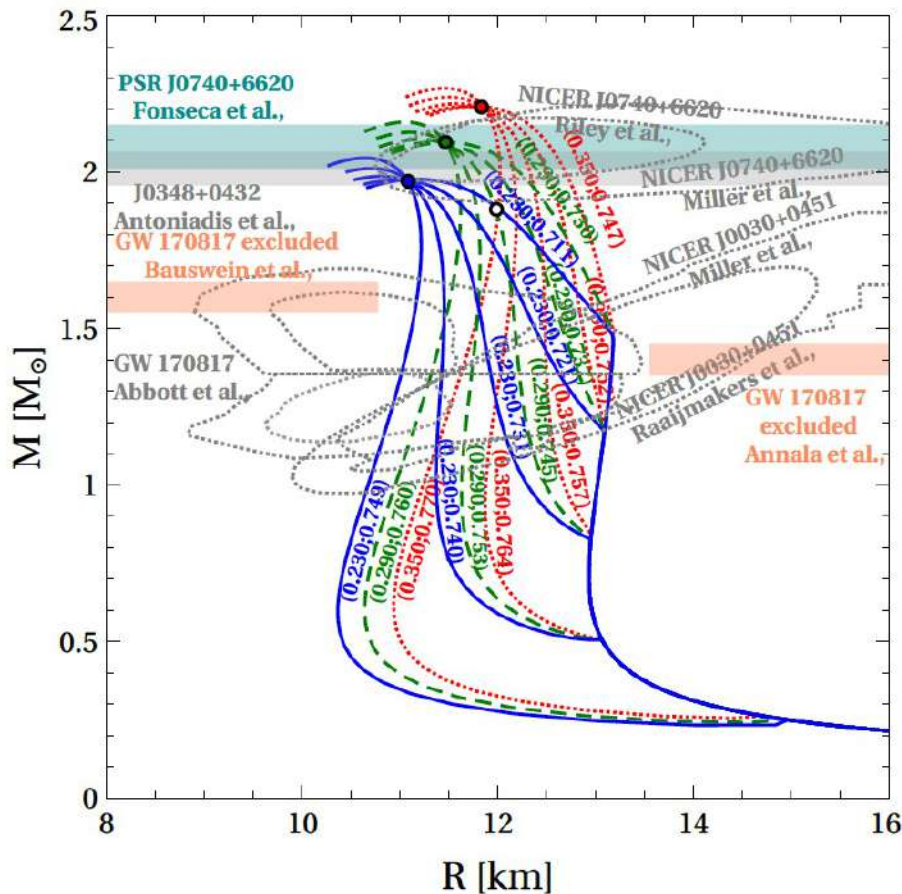 2.5
2
1.5
1
0.5
0
8
10
12
14
16
M [M⊙]
R [km]
PSR J0740+6620
Fonseca et al.,
J0348+0432
Antoniadis et al.,
GW 170817 excluded
Bauswein et al.,
GW 170817
Abbott et al.,
NICER J0740+6620
Riley et al.,
NICER J0740+6620
Miller et al.,
NICER J0030+0451
Miller et al.,
NICER J0030+0451
Raaijmakers et al.,
GW 170817
excluded
Annala et al.,
(0.230;0.711)
(0.290;0.730)
(0.350;0.747)
(0.230;0.721)
(0.230;0.731)
(0.290;0.745)
(0.350;0.757)
(0.230;0.749)
(0.290;0.760)
(0.230;0.740)
(0.290;0.753)
(0.350;0.764)